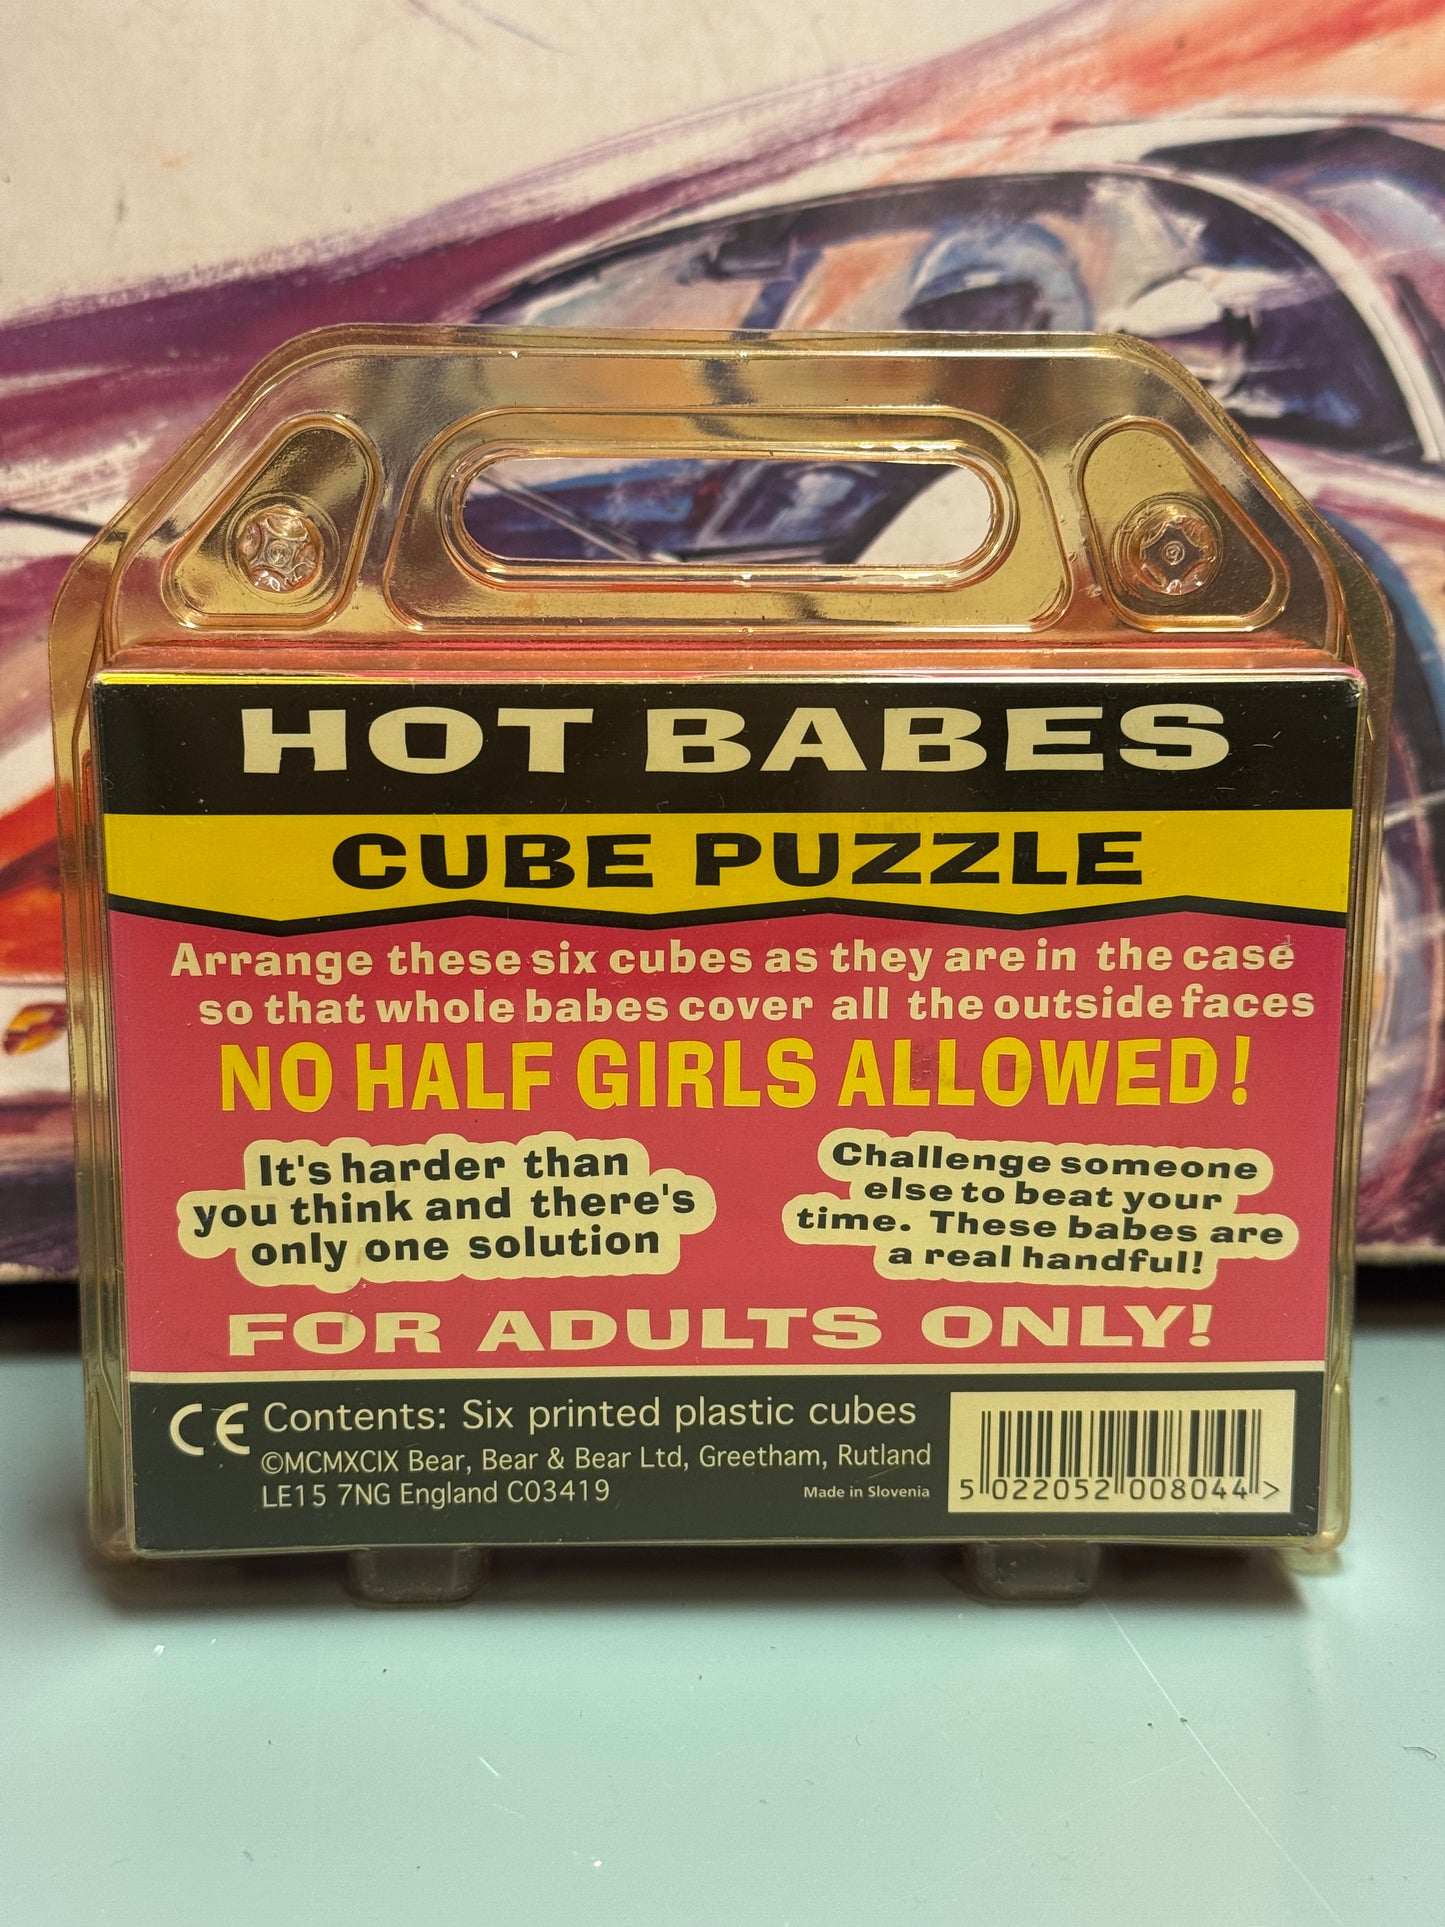 HOT BABES
CUBE PUZZLE
Arrange these six cubes as they are in the case
so that whole babes cover all the outside faces
NO HALF GIRLS ALLOWED!
It's harder than
you think and there's
only one solution
Challenge someone
else to beat your
time. These babes are
a real handful!
FOR ADULTS ONLY!
CE Contents: Six printed plastic cubes
©MCMXCIX Bear, Bear & Bear Ltd, Greetham, Rutland
LE15 7NG England C03419
Made in Slovenia
5 022052 008044 >